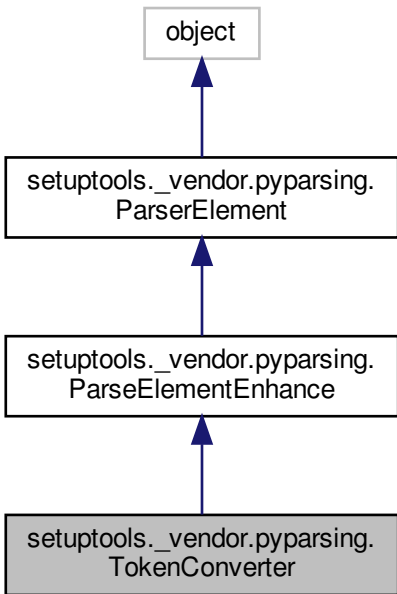 object
setuptools._vendor.pyparsing.
ParserElement
setuptools._vendor.pyparsing.
ParseElementEnhance
setuptools._vendor.pyparsing.
TokenConverter